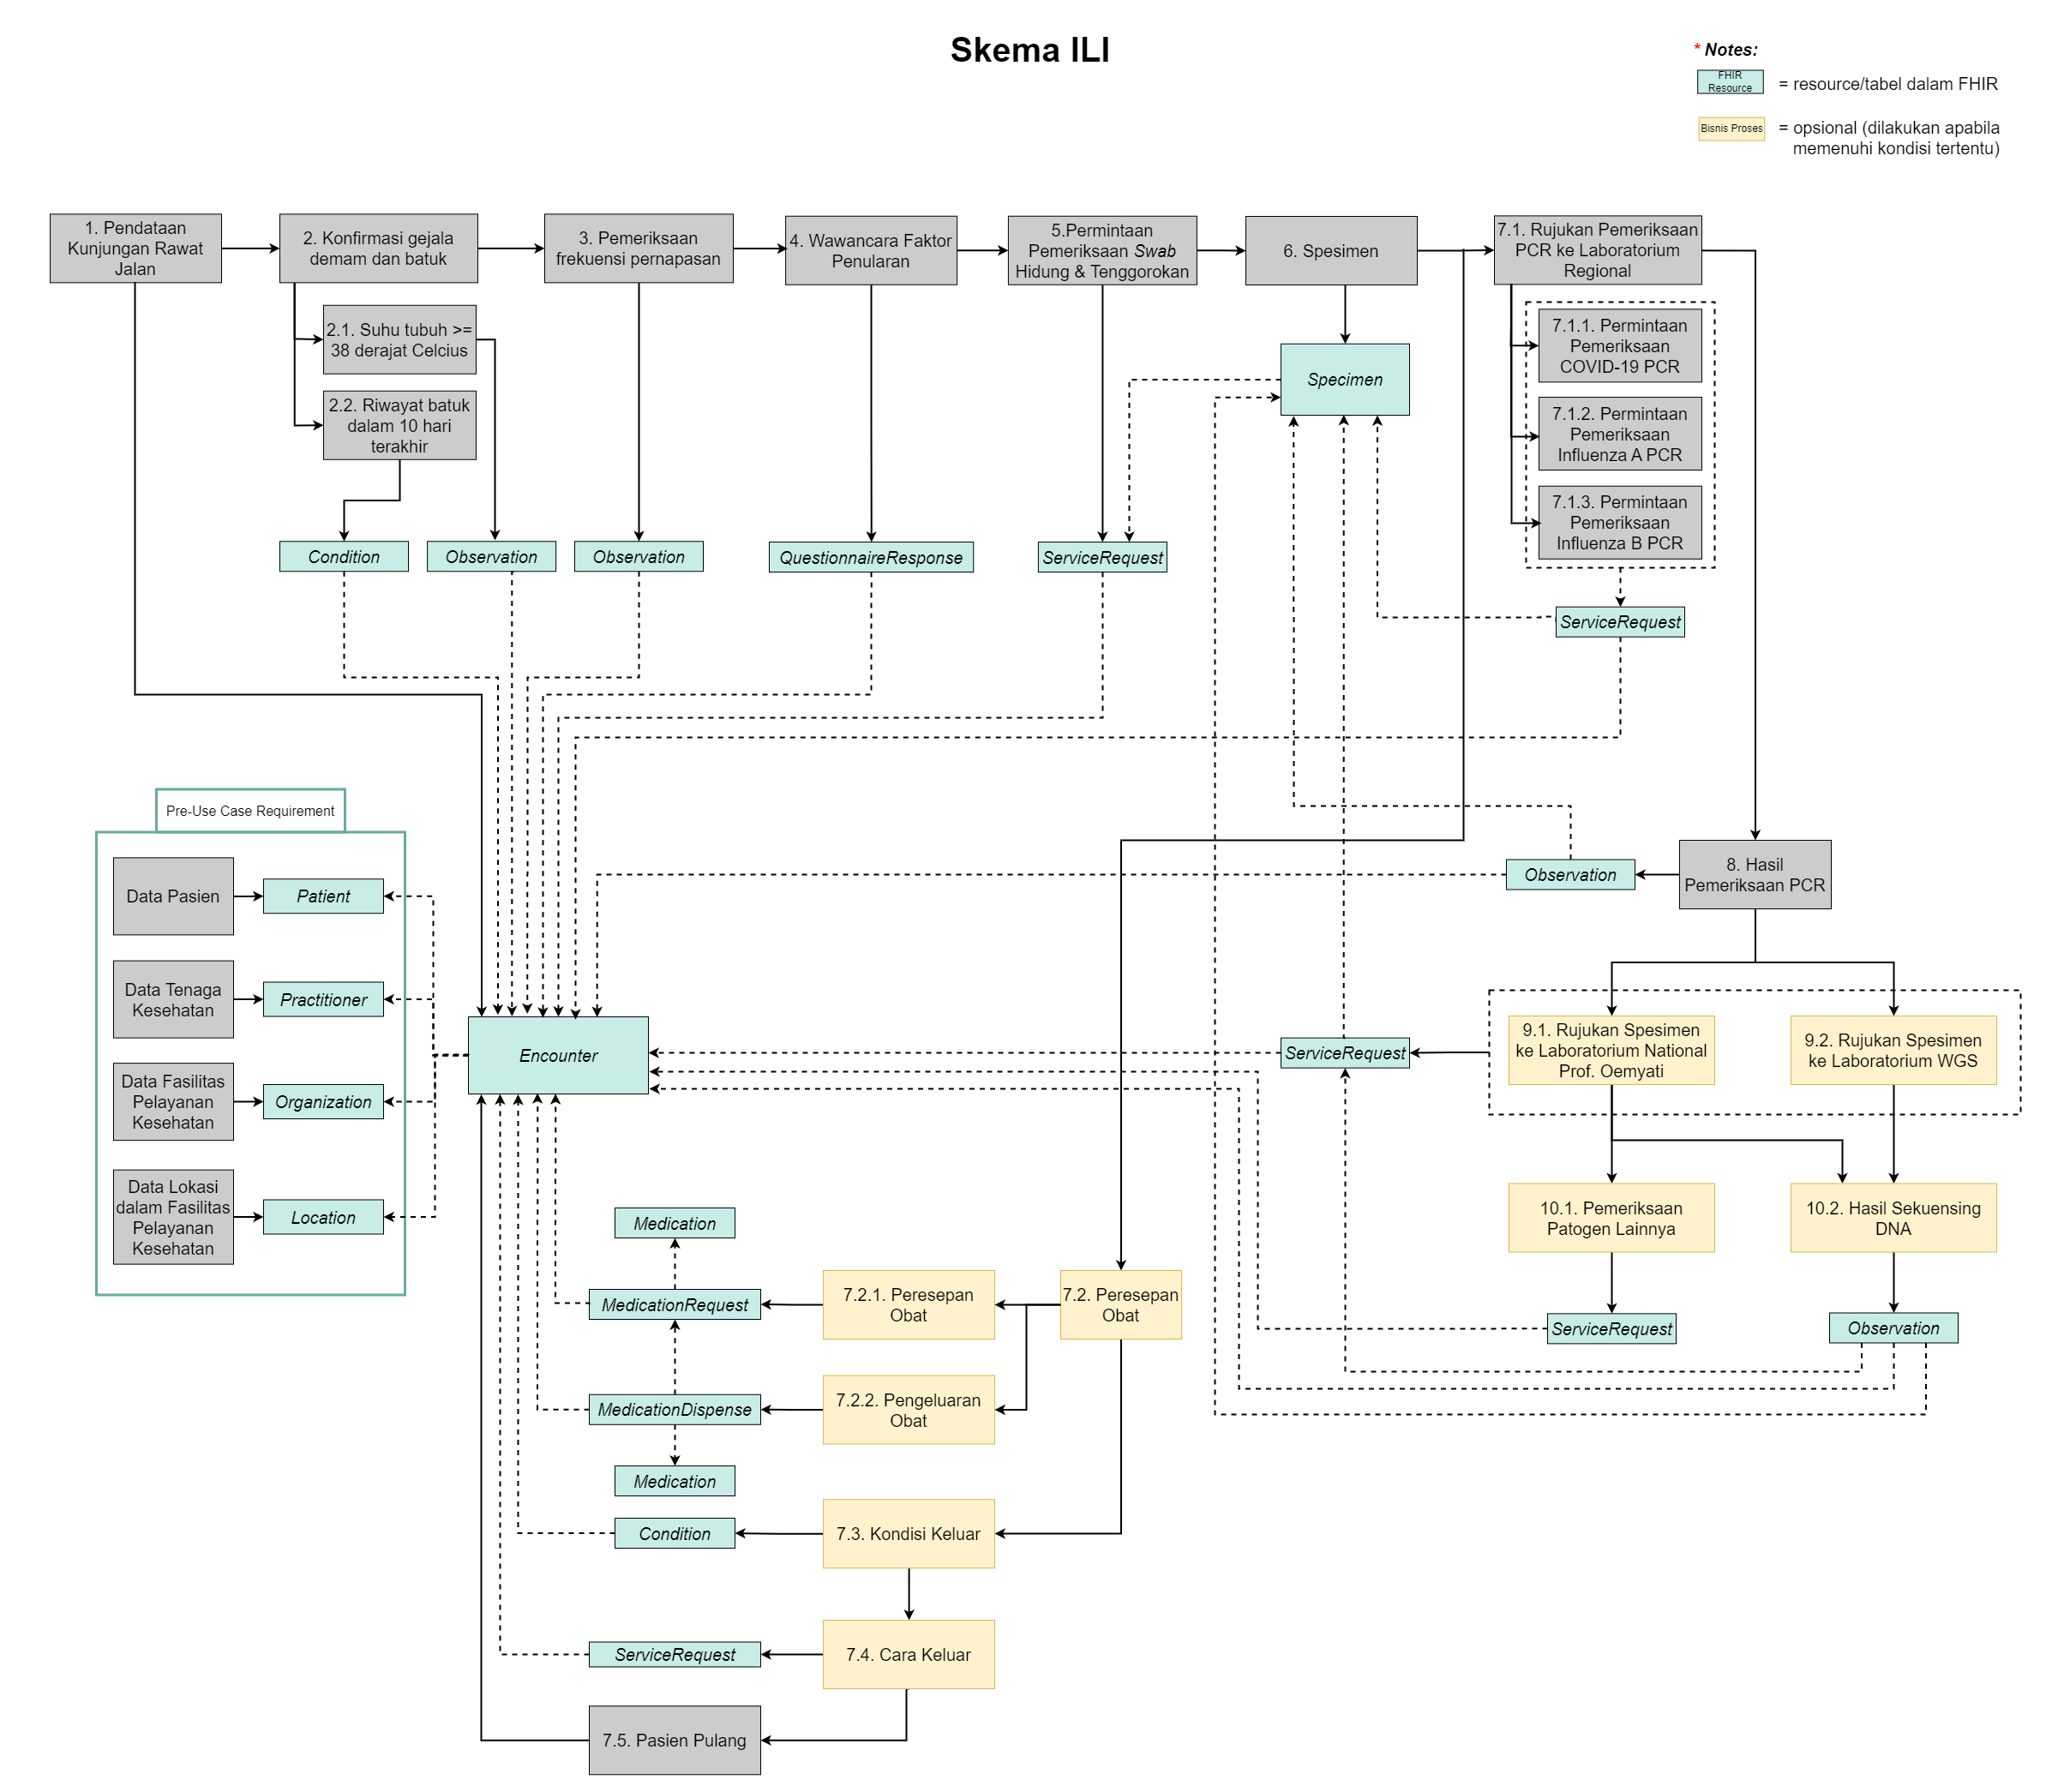 Skema ILI
* Notes:
FHIR
Resource
= resource/tabel dalam FHIR
Bisnis Proses
= opsional (dilakukan apabila
memenuhi kondisi tertentu)
1. Pendataan
Kunjungan Rawat
Jalan
2. Konfirmasi gejala
demam dan batuk
3. Pemeriksaan
frekuensi pernapasan
4. Wawancara Faktor
Penularan
5.Permintaan
Pemeriksaan Swab
Hidung & Tenggorokan
6. Spesimen
7.1. Rujukan Pemeriksaan
PCR ke Laboratorium
Regional
2.1. Suhu tubuh >=
38 derajat Celcius
2.2. Riwayat batuk
dalam 10 hari
terakhir
Specimen
7.1.1. Permintaan
Pemeriksaan
COVID-19 PCR
7.1.2. Permintaan
Pemeriksaan
Influenza A PCR
7.1.3. Permintaan
Pemeriksaan
Influenza B PCR
Condition
Observation
Observation
QuestionnaireResponse
ServiceRequest
ServiceRequest
Pre-Use Case Requirement
Data Pasien
Patient
Data Tenaga
Kesehatan
Practitioner
Data Fasilitas
Pelayanan
Kesehatan
Organization
Data Lokasi
dalam Fasilitas
Pelayanan
Kesehatan
Location
Encounter
Observation
8. Hasil
Pemeriksaan PCR
ServiceRequest
9.1. Rujukan Spesimen
ke Laboratorium National
Prof. Oemyati
9.2. Rujukan Spesimen
ke Laboratorium WGS
10.1. Pemeriksaan
Patogen Lainnya
10.2. Hasil Sekuensing
DNA
ServiceRequest
Observation
Medication
MedicationRequest
7.2.1. Peresepan
Obat
7.2. Peresepan
Obat
MedicationDispense
7.2.2. Pengeluaran
Obat
Medication
Condition
7.3. Kondisi Keluar
ServiceRequest
7.4. Cara Keluar
7.5. Pasien Pulang